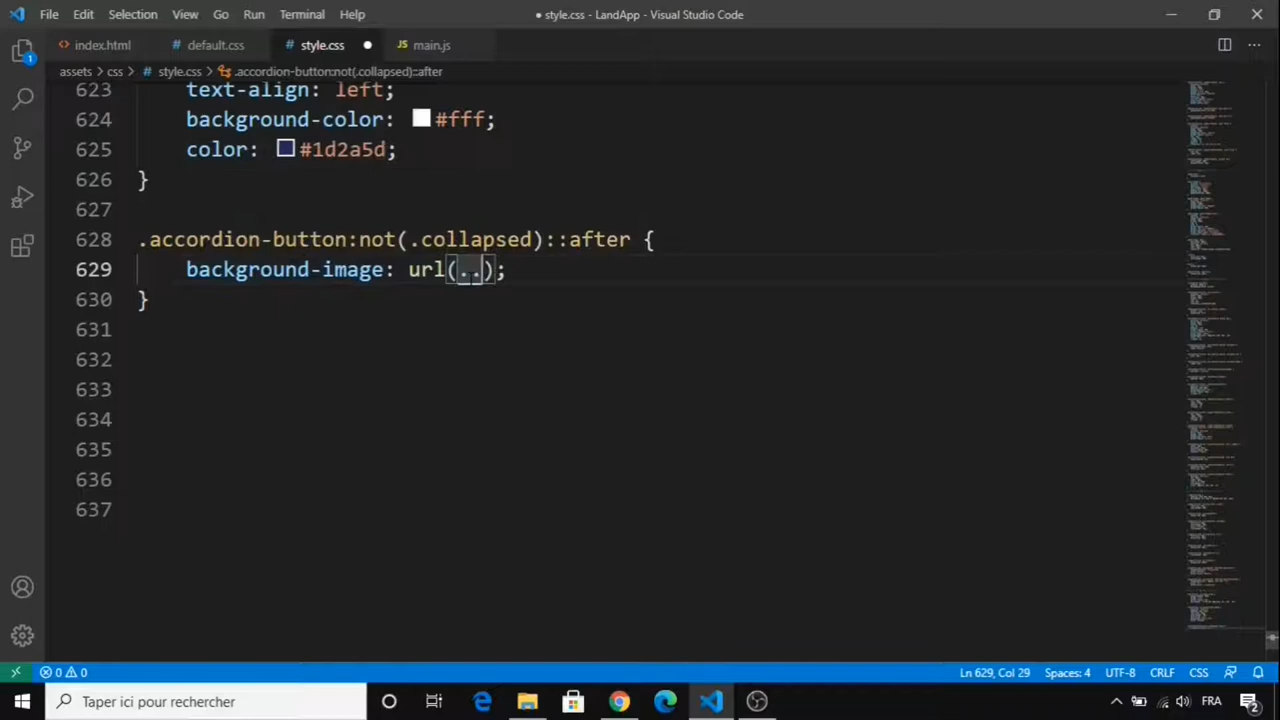 File Edit Selection View Go Run Terminal Help
● style.css - LandApp - Visual Studio Code
index.html
# default.css
# style.css ●
JS main.js
assets > css > # style.css > .accordion-button:not(.collapsed)::after
623 text-align: left;
624 background-color: #fff;
625 color: #1d2a5d;
626 }
627
628 .accordion-button:not(.collapsed)::after {
629 background-image: url(..);
630 }
631
632
633
634
635
636
637
1
0 0
Ln 629, Col 29 Spaces: 4 UTF-8 CRLF CSS
Taper ici pour rechercher
FRA
2